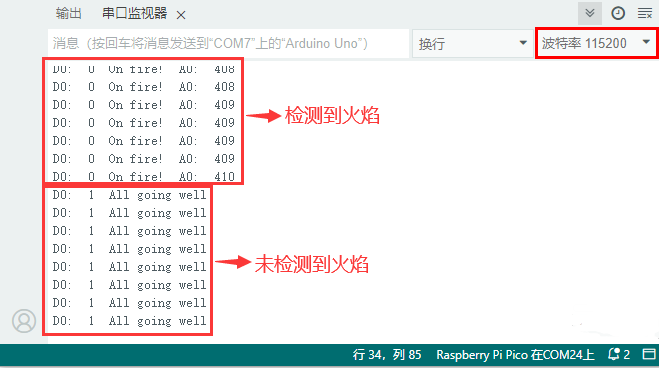 输出 串口监视器
消息（按回车将消息发送到“COM7”上的“Arduino Uno”） 换行 波特率 115200
D0: 0 On fire! A0: 408
D0: 0 On fire! A0: 408
D0: 0 On fire! A0: 409
D0: 0 On fire! A0: 409
D0: 0 On fire! A0: 409
D0: 0 On fire! A0: 409
D0: 0 On fire! A0: 410
检测到火焰
D0: 1 All going well
D0: 1 All going well
D0: 1 All going well
D0: 1 All going well
D0: 1 All going well
D0: 1 All going well
D0: 1 All going well
D0: 1 All going well
未检测到火焰
行 34，列 85 Raspberry Pi Pico 在COM24上 2